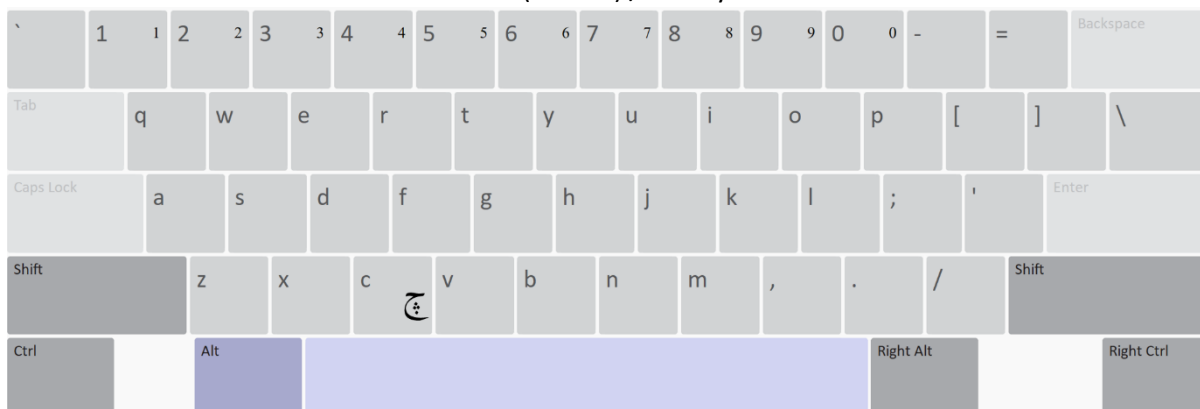 ` 1 1 2 2 3 3 4 4 5 5 6 6 7 7 8 8 9 9 0 0 - = Backspace
Tab q w e r t y u i o p [ ] \
Caps Lock a s d f g h j k l ; ' Enter
Shift z x c ڿ v b n m , . / Shift
Ctrl Alt Right Alt Right Ctrl